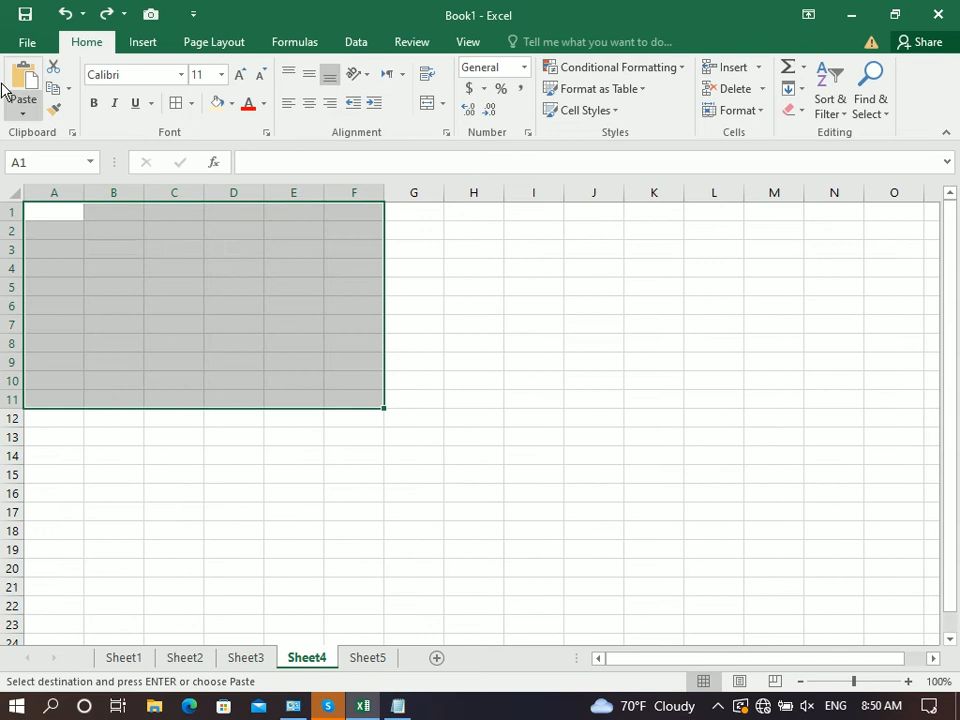 Book1 - Excel
File Home Insert Page Layout Formulas Data Review View Tell me what you want to do... Share
Paste
Calibri 11
B I U A
General
$ % ,
Conditional Formatting
Format as Table
Cell Styles
Insert
Delete
Format
Sort & Filter
Find & Select
Clipboard Font Alignment Number Styles Cells Editing
A1 fx
A B C D E F G H I J K L M N O
1
2
3
4
5
6
7
8
9
10
11
12
13
14
15
16
17
18
19
20
21
22
23
24
Sheet1 Sheet2 Sheet3 Sheet4 Sheet5
Select destination and press ENTER or choose Paste 100%
70°F Cloudy ENG 8:50 AM